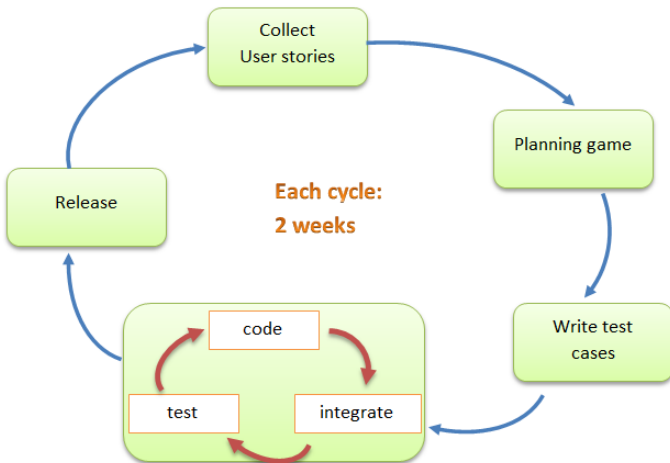 Collect
User stories
Planning game
Release
Each cycle:
2 weeks
Write test
cases
code
test
integrate